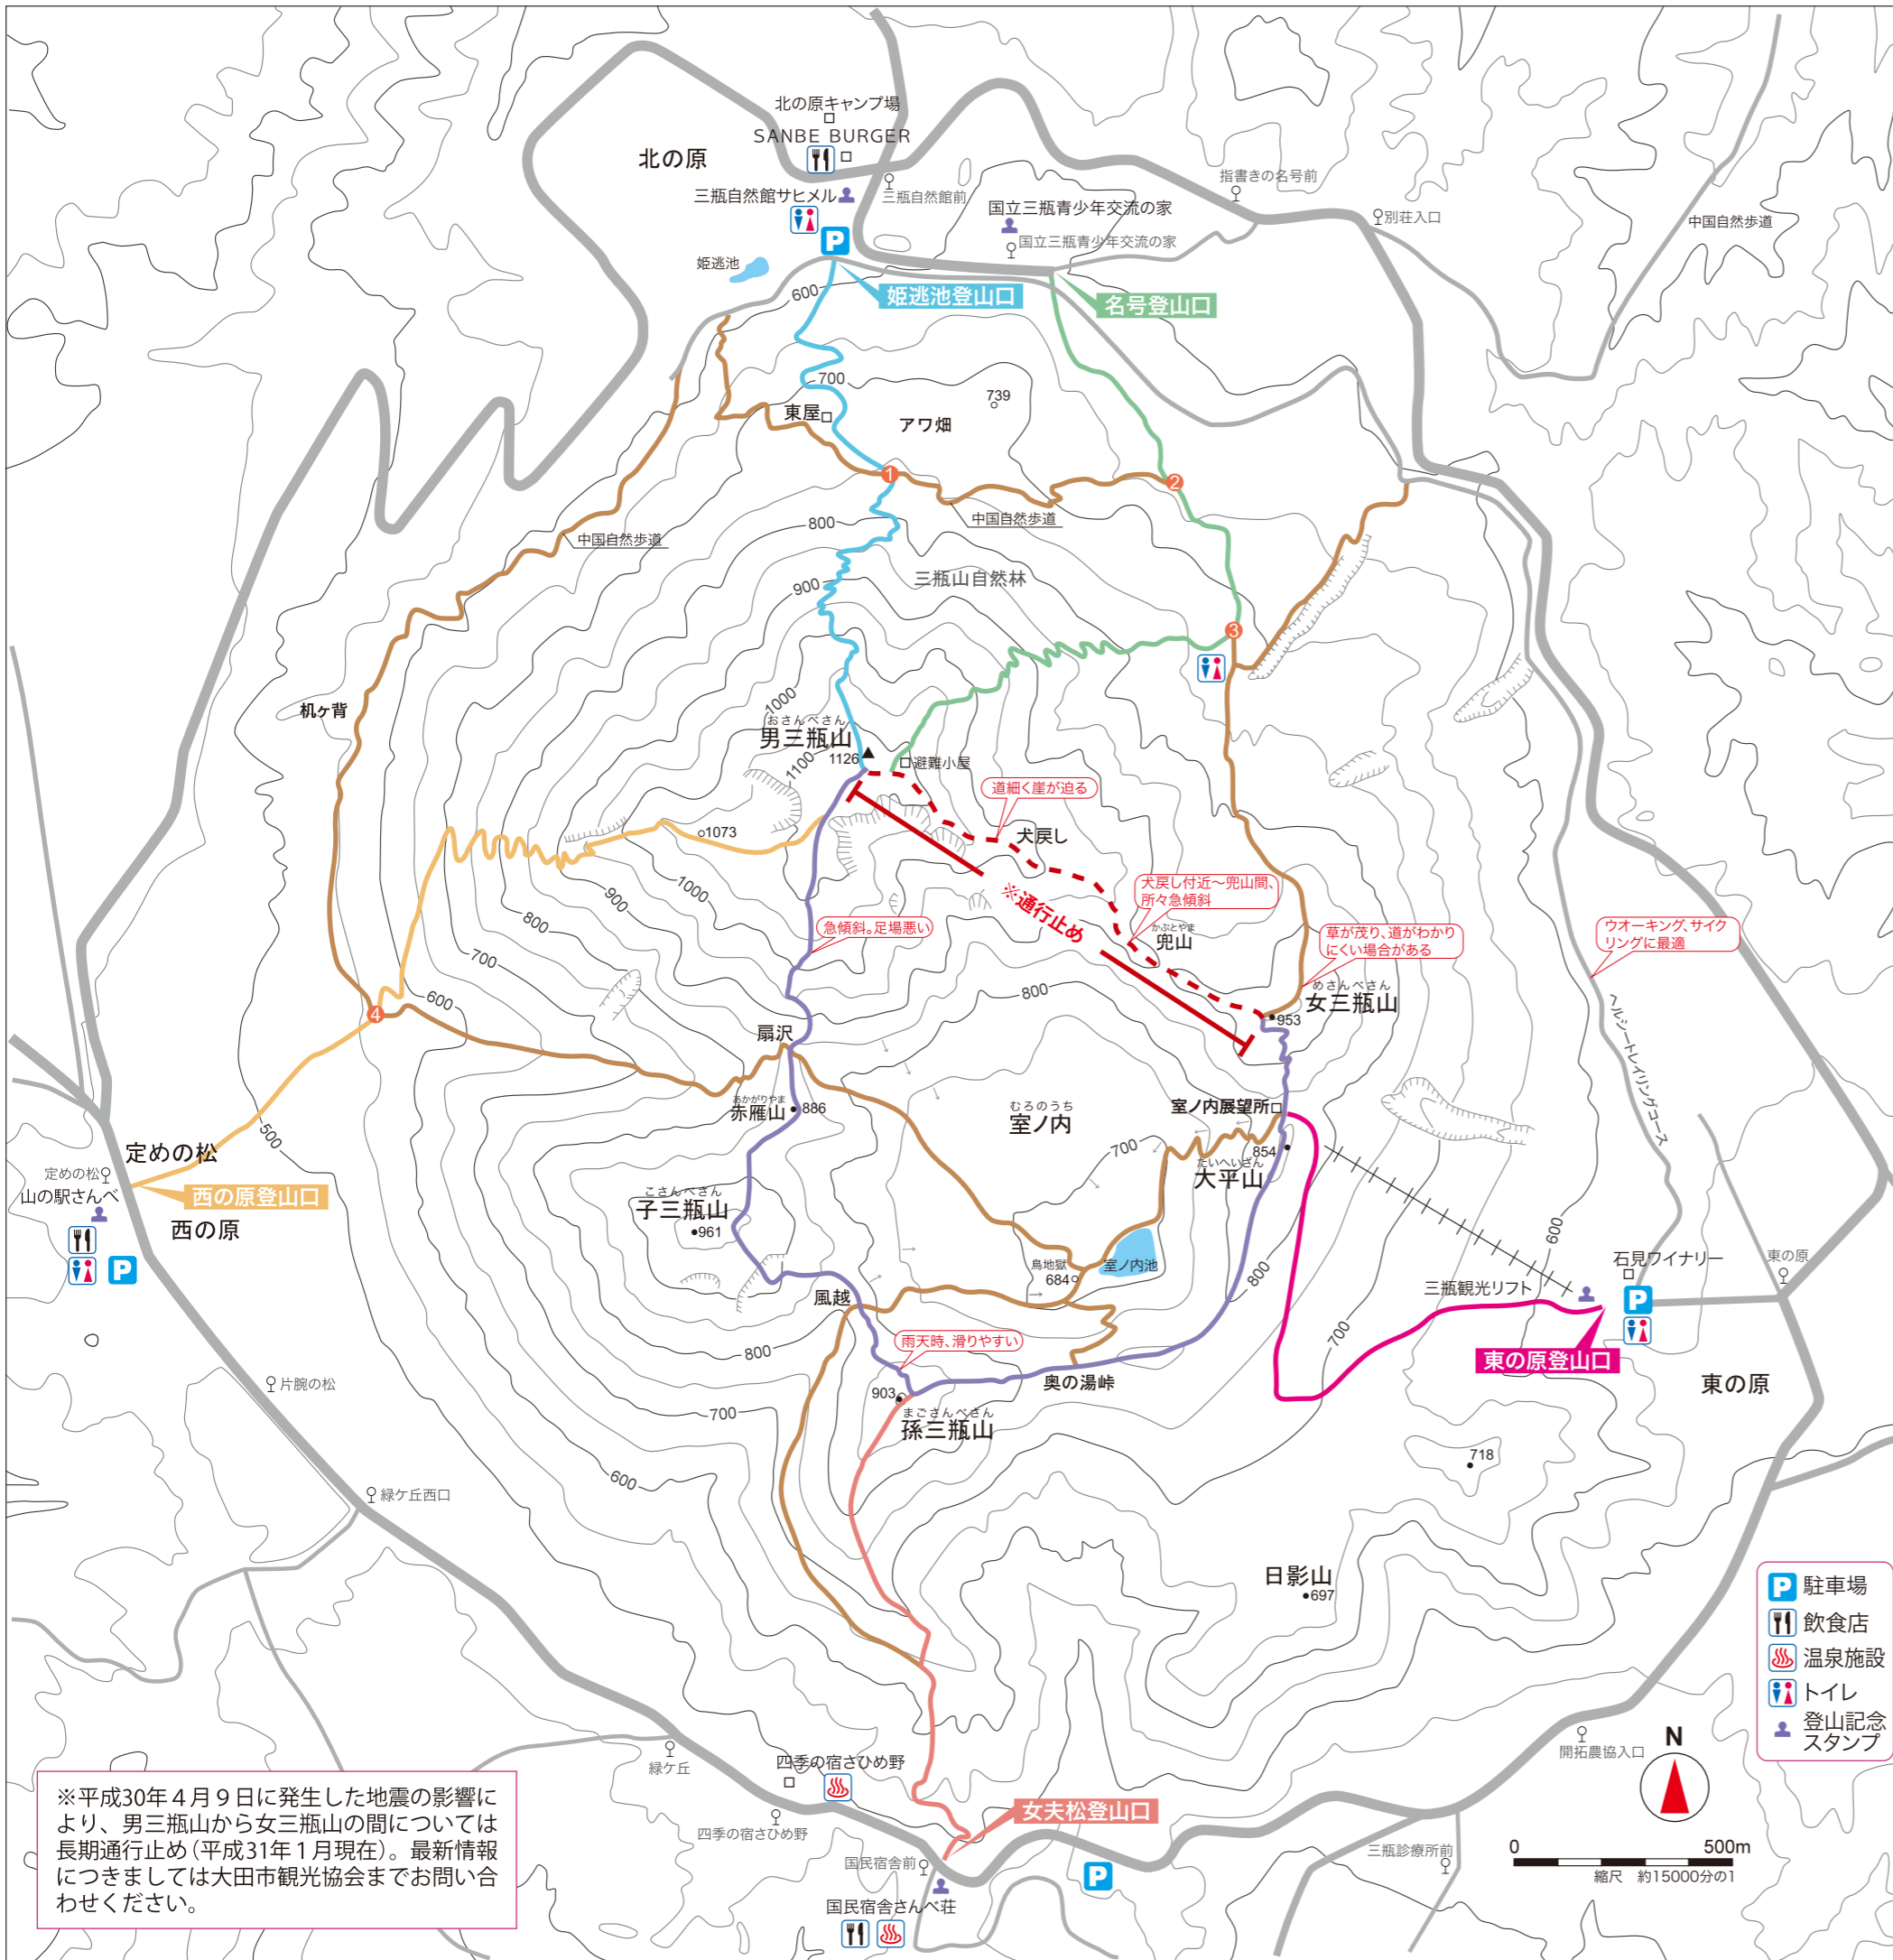 北の原キャンプ場
SANBE BURGER
北の原
三瓶自然館サヒメル
三瓶自然館前
国立三瓶青少年交流の家
国立三瓶青少年交流の家
指書きの名号前
別荘入口
中国自然歩道
P
姫逃池
600
姫逃池登山口
名号登山口
700
739
東屋
アワ畑
1
2
中国自然歩道
中国自然歩道
800
三瓶山自然林
900
3
机ヶ背
1000
おさんべさん
男三瓶山
1126
1100
避難小屋
道細く崖が迫る
犬戻し
1073
※通行止め
犬戻し付近～兜山間、
所々急傾斜
かぶとやま
兜山
1000
900
800
700
600
急傾斜。足場悪い
草が茂り、道がわかり
にくい場合がある
ウオーキング、サイク
リングに最適
ヘルシートレイリングコース
めさんべさん
女三瓶山
953
800
4
扇沢
あかがりやま
赤雁山
886
むろのうち
室ノ内
室ノ内展望所
700
854
たいへいざん
大平山
500
定めの松
定めの松
山の駅さんべ
西の原登山口
西の原
P
こさんべさん
子三瓶山
961
鳥地獄
684
室ノ内池
風越
800
600
石見ワイナリー
東の原
三瓶観光リフト
P
700
東の原登山口
東の原
雨天時、滑りやすい
800
奥の湯峠
903
まごさんべさん
孫三瓶山
700
600
片腕の松
緑ケ丘西口
718
日影山
697
P 駐車場
飲食店
温泉施設
トイレ
登山記念
スタンプ
開拓農協入口
N
緑ケ丘
四季の宿さひめ野
四季の宿さひめ野
女夫松登山口
国民宿舎前
P
三瓶診療所前
国民宿舎さんべ荘
0 500m
縮尺 約15000分の1
※平成30年4月9日に発生した地震の影響に
より、男三瓶山から女三瓶山の間については
長期通行止め（平成31年1月現在）。最新情報
につきましては大田市観光協会までお問い合
わせください。